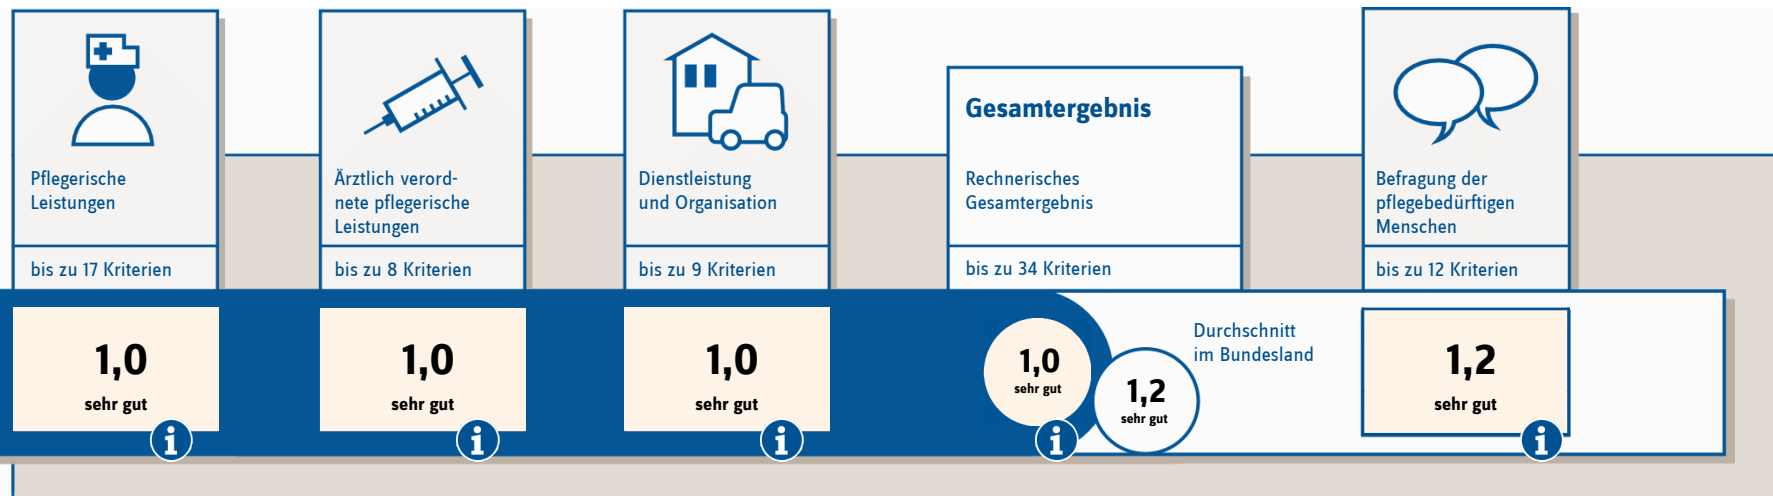 Pflegerische
Leistungen
bis zu 17 Kriterien
1,0
sehr gut
i
Ärztlich verord-
nete pflegerische
Leistungen
bis zu 8 Kriterien
1,0
sehr gut
i
Dienstleistung
und Organisation
bis zu 9 Kriterien
1,0
sehr gut
i
Gesamtergebnis
Rechnerisches
Gesamtergebnis
bis zu 34 Kriterien
1,0
sehr gut
i
1,2
sehr gut
Durchschnitt
im Bundesland
Befragung der
pflegebedürftigen
Menschen
bis zu 12 Kriterien
1,2
sehr gut
i